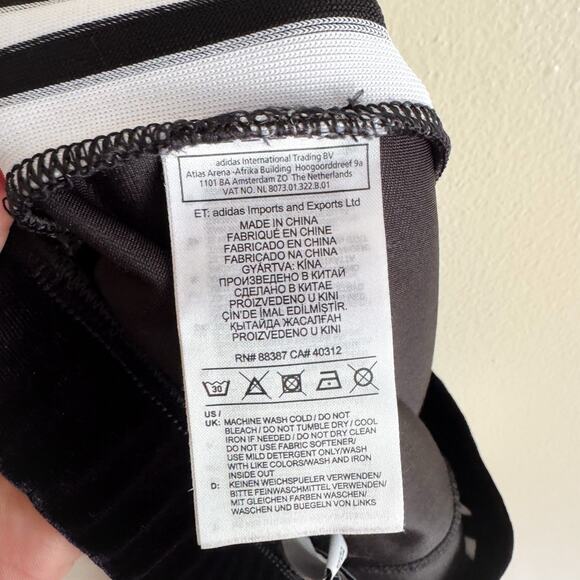 adidas International Trading BV
Atlas Arena -Afrika Building Hoogoorddreef 9a
1101 BA Amsterdam ZO The Netherlands
VAT NO. NL 8073.01.322.B.01
ET: adidas Imports and Exports Ltd
MADE IN CHINA
FABRIQUÉ EN CHINE
FABRICADO EN CHINA
FABRICADO NA CHINA
GYÁRTVA: KÍNA
ПРОИЗВЕДЕНО В КИТАЙ
СДЕЛАНО В КИТАЕ
PROIZVEDENO U KINI
ÇİN'DE İMAL EDİLMİŞTİR.
ҚЫТАЙДА ЖАСАЛҒАН
PROIZVEDENO U KINI
RN# 88387 CA# 40312
30
US /
UK: MACHINE WASH COLD / DO NOT
BLEACH / DO NOT TUMBLE DRY / COOL
IRON IF NEEDED / DO NOT DRY CLEAN
DO NOT USE FABRIC SOFTENER/
USE MILD DETERGENT ONLY/WASH
WITH LIKE COLORS/WASH AND IRON
INSIDE OUT
D: KEINEN WEICHSPUELER VERWENDEN/
BITTE FEINWASCHMITTEL VERWENDEN/
MIT GLEICHEN FARBEN WASCHEN/
WASCHEN UND BUEGELN VON LINKS